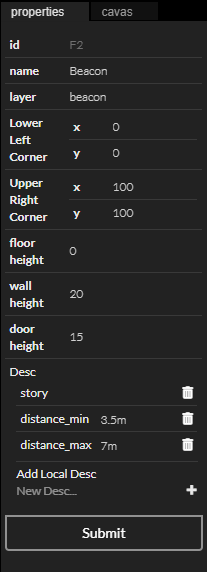 properties cavas
id F2
name Beacon
layer beacon
Lower
Left
Corner
x 0
y 0
Upper
Right
Corner
x 100
y 100
floor
height
0
wall
height
20
door
height
15
Desc
story
distance_min 3.5m
distance_max 7m
Add Local Desc
New Desc...
Submit